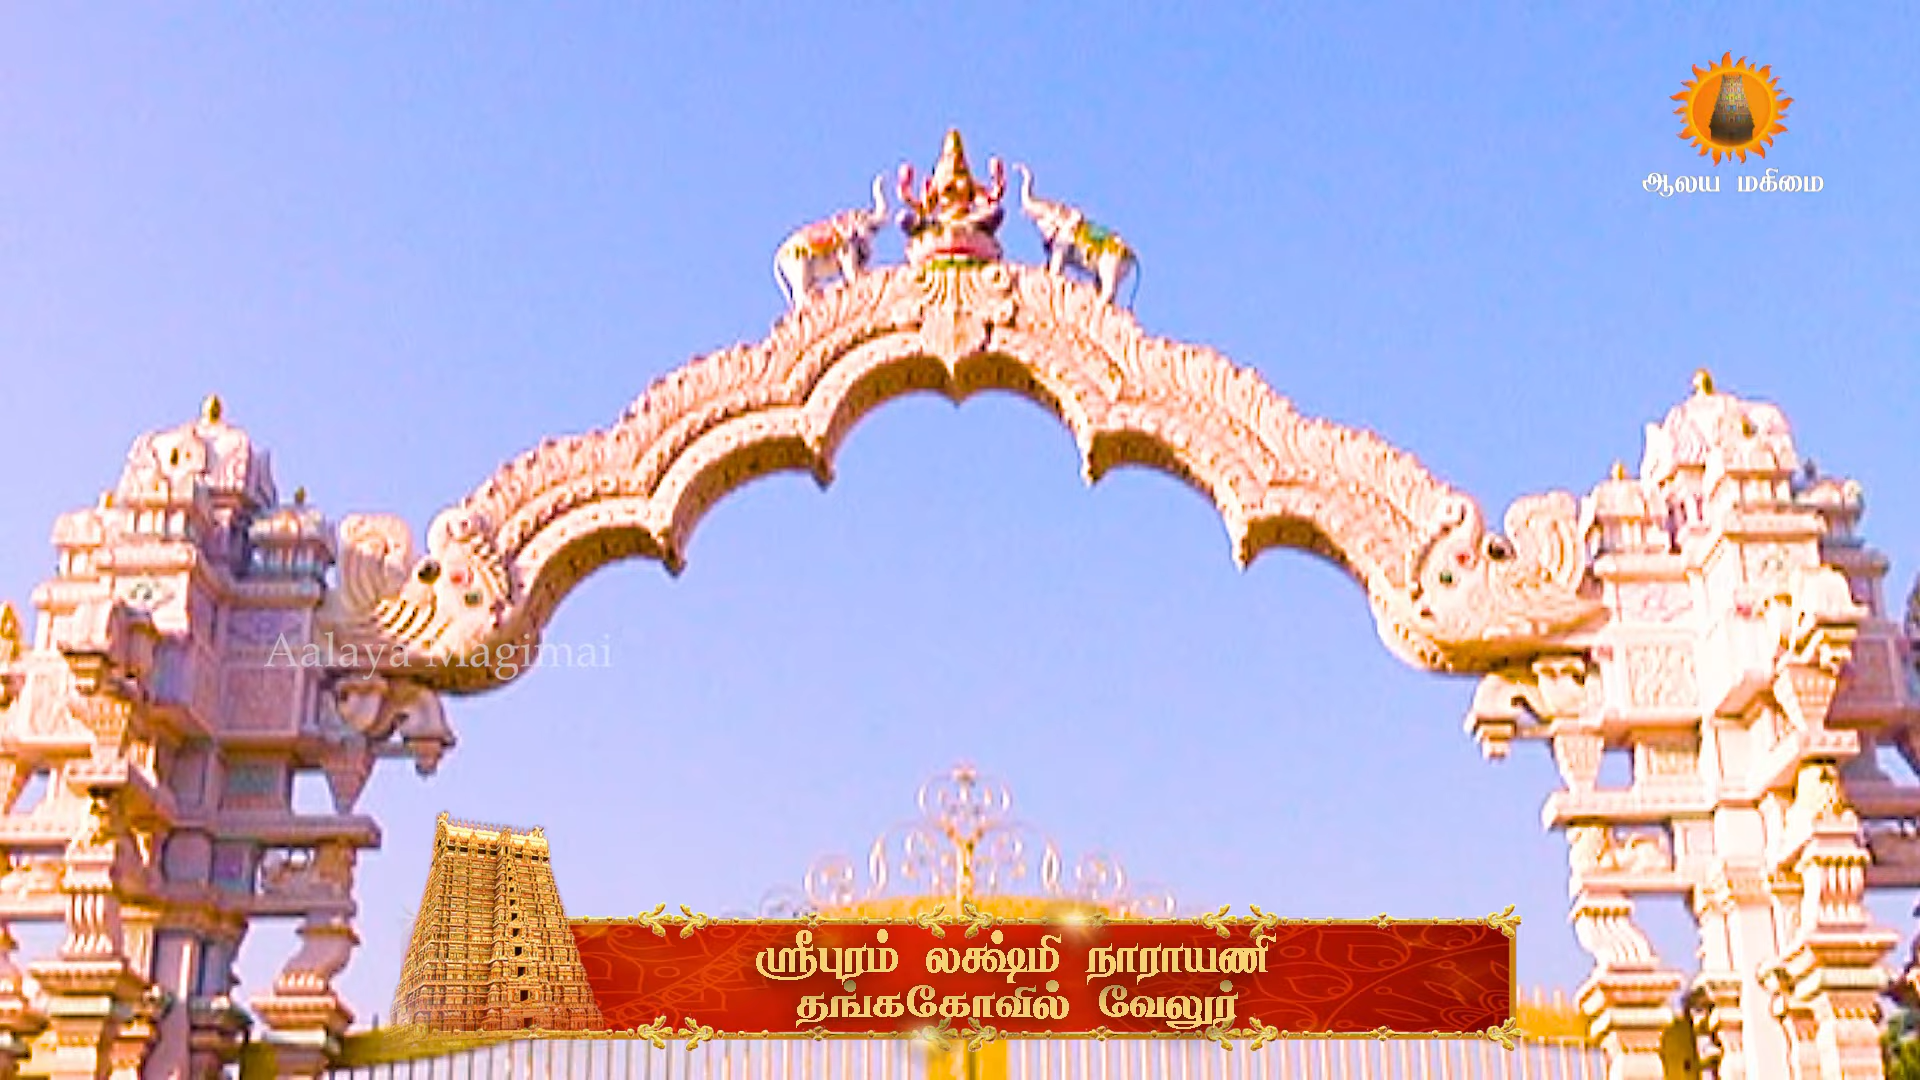 ஆலய மகிமை
Aalaya Magimai
ஸ்ரீபுரம் லக்ஷ்மி நாராயணி
தங்ககோவில் வேலூர்